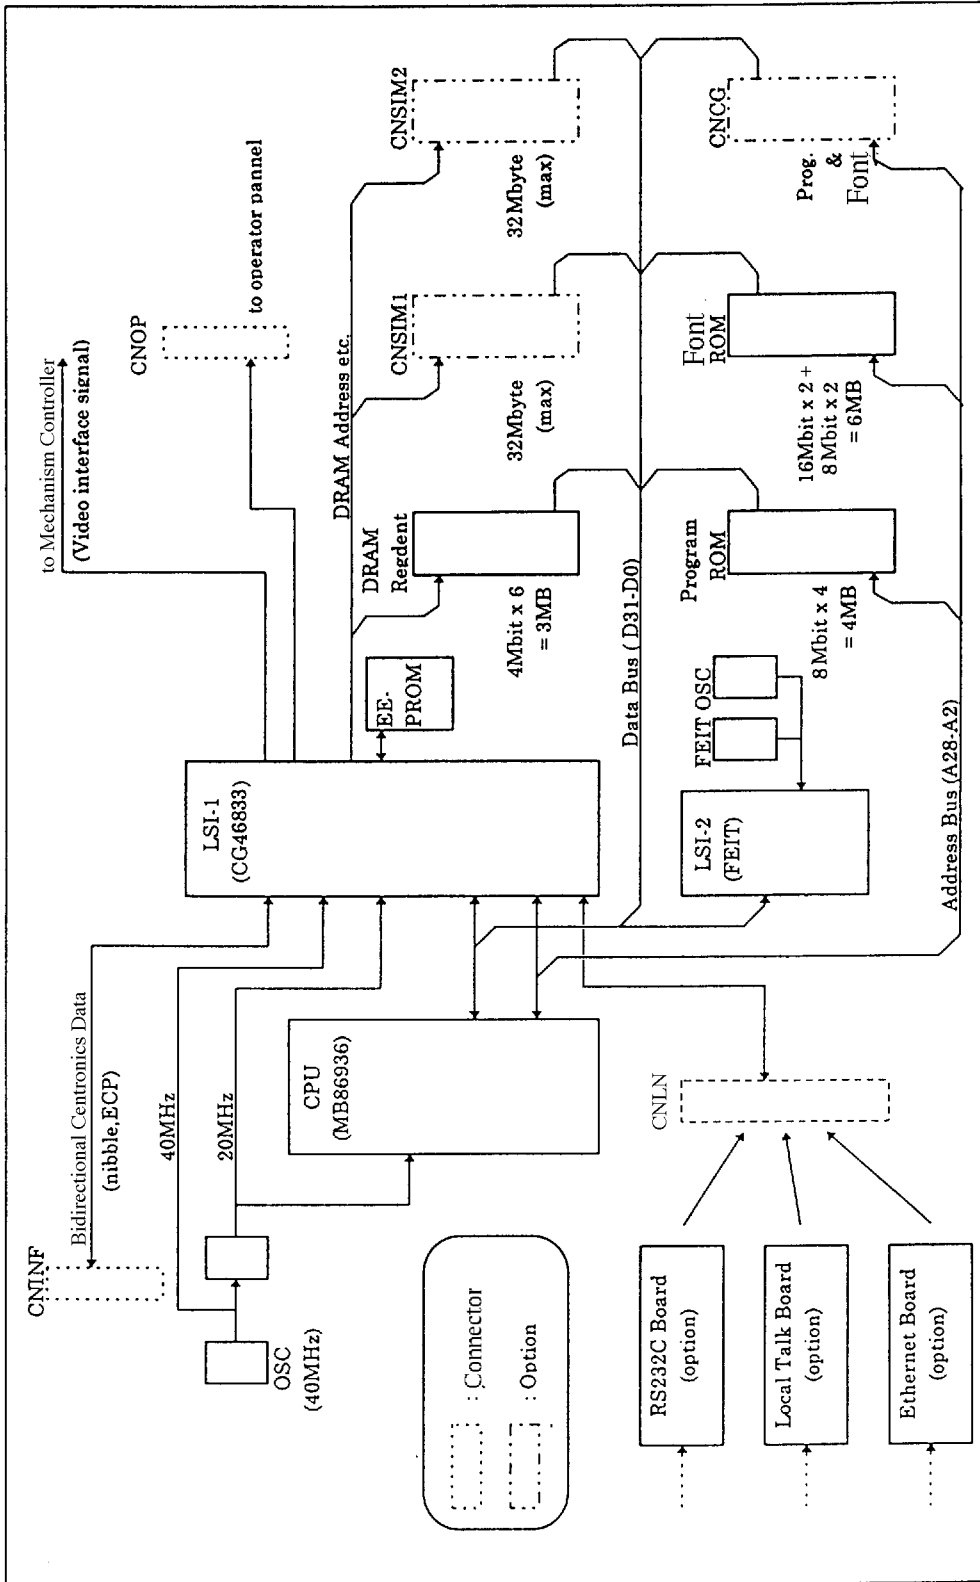 CNINF
Bidirectional Centronics Data
(nibble,ECP)
40MHz
20MHz
OSC
(40MHz)
CPU
(MB86936)
LSI-1
(CG46833)
to Mechanism Controller
(Video interface signal)
CNOP
to operator pannel
EE-
PROM
DRAM Address etc.
DRAM
Regdent
4Mbit x 6
= 3MB
CNSIM1
32Mbyte
(max)
CNSIM2
32Mbyte
(max)
Data Bus ( D31-D0)
FEIT OSC
LSI-2
(FEIT)
Program
ROM
8Mbit x 4
= 4MB
Font
ROM
16Mbit x 2 +
8Mbit x 2
= 6MB
CNCG
Prog.
&
Font
Address Bus (A28-A2)
CNLN
: Connector
: Option
RS232C Board
(option)
Local Talk Board
(option)
Ethernet Board
(option)